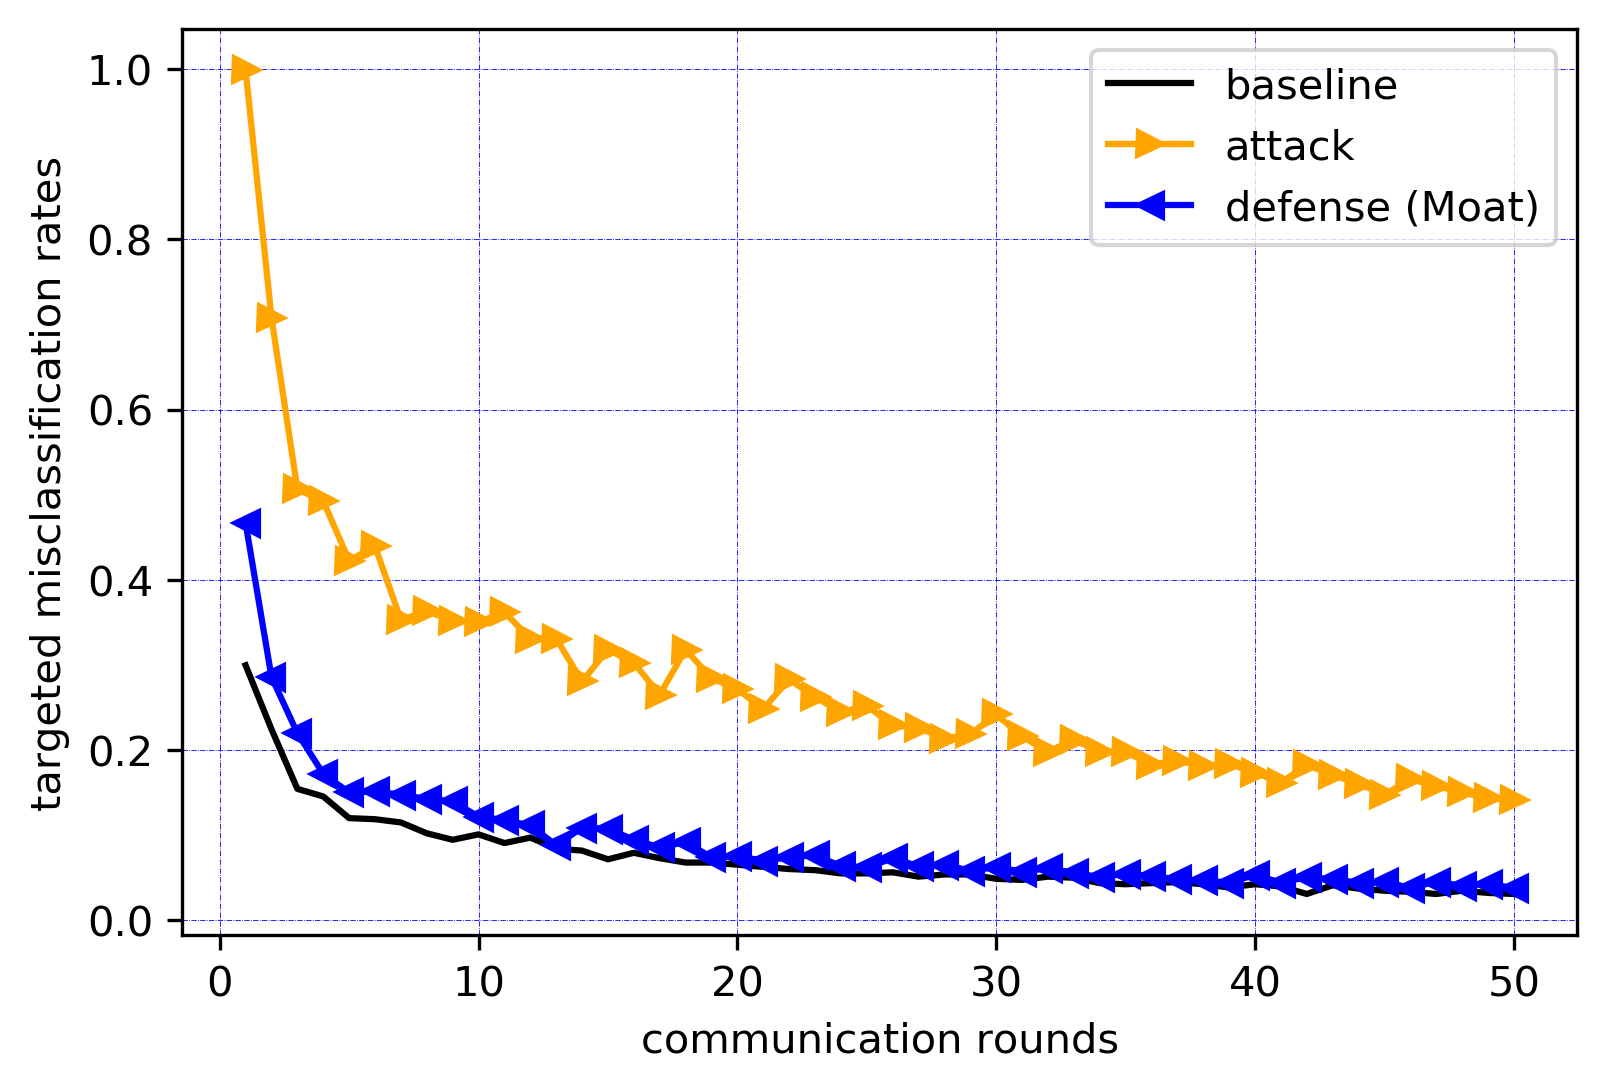 targeted misclassification rates
1.0
0.8
0.6
0.4
0.2
0.0
0 10 20 30 40 50
communication rounds
baseline
attack
defense (Moat)